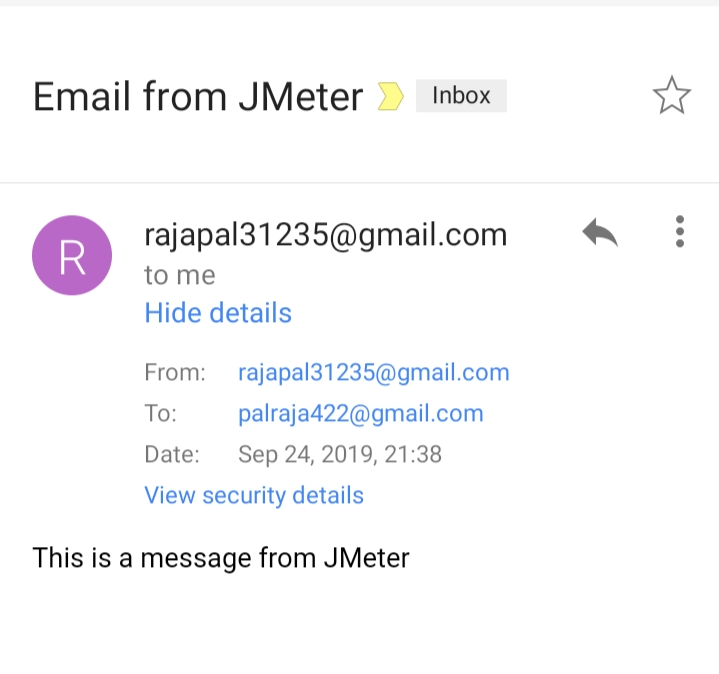 Email from JMeter Inbox
R
rajapal31235@gmail.com
to me
Hide details
From: rajapal31235@gmail.com
To: palraja422@gmail.com
Date: Sep 24, 2019, 21:38
View security details
This is a message from JMeter